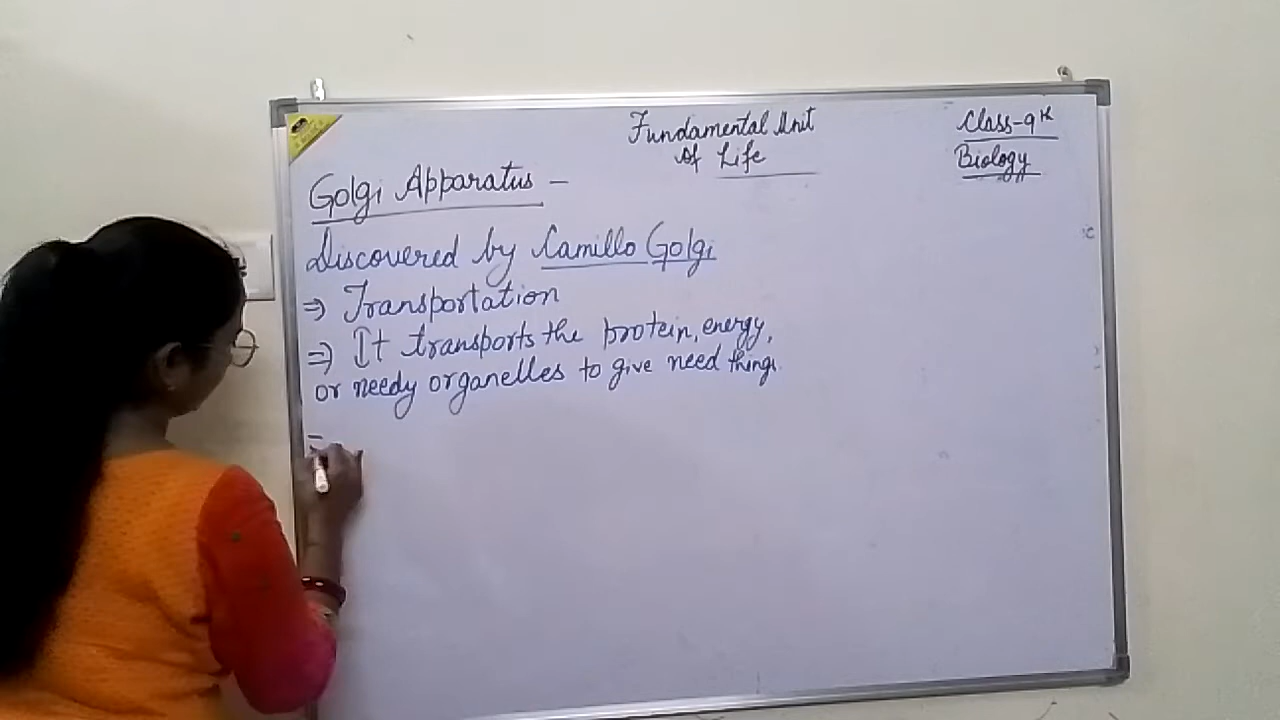 Fundamental Unit
of Life
Class-9th
Biology
Golgi Apparatus -
Discovered by Camillo Golgi
⇒ Transportation
⇒ It transports the protein, energy,
or needy organelles to give need things.